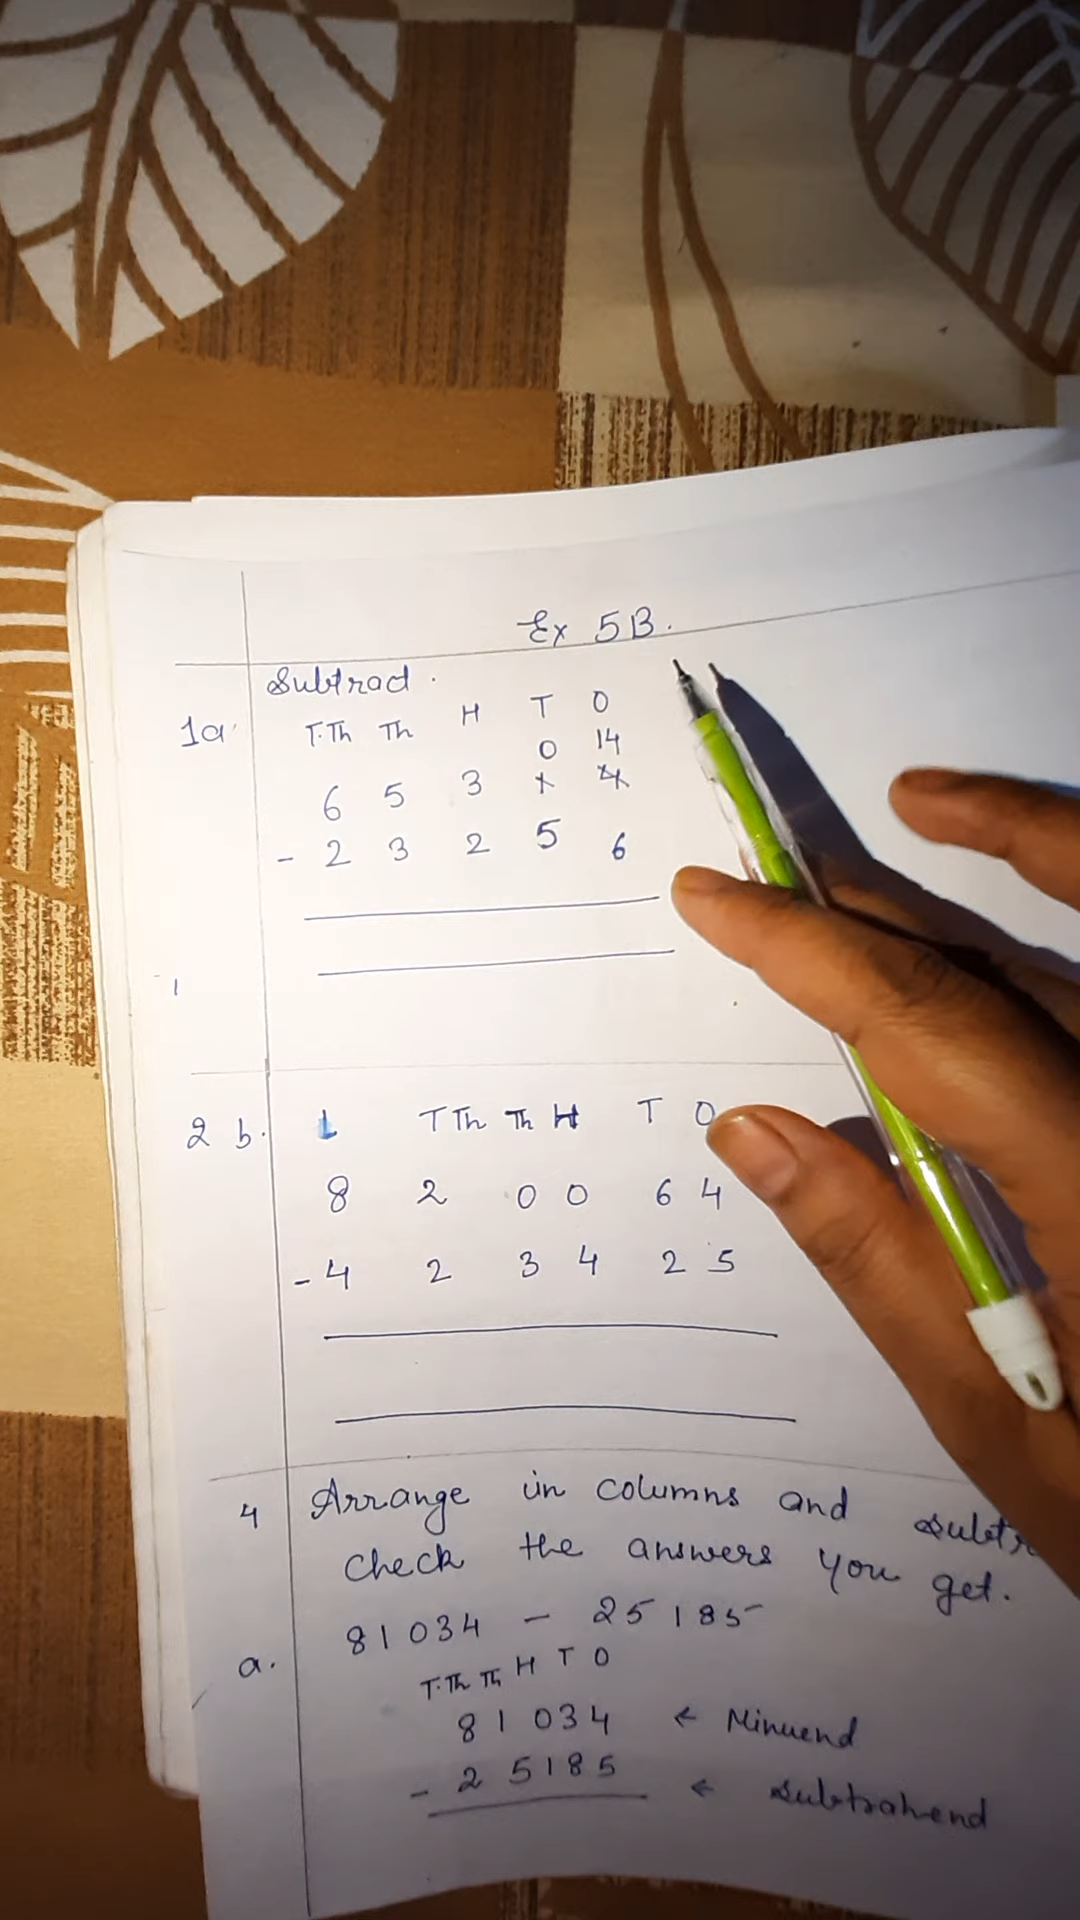 Ex 5B.
Subtract.
1a. T.Th Th H T O
0 14
6 5 3 1 4
- 2 3 2 5 6
2 b. L T Th Th H T O
8 2 0 0 6 4
- 4 2 3 4 2 5
4 Arrange in columns and
Check the answers you get.
a. 81034 - 25185
T.Th Th H T O
81034 ← Minuend
- 25185 ← Subtrahend